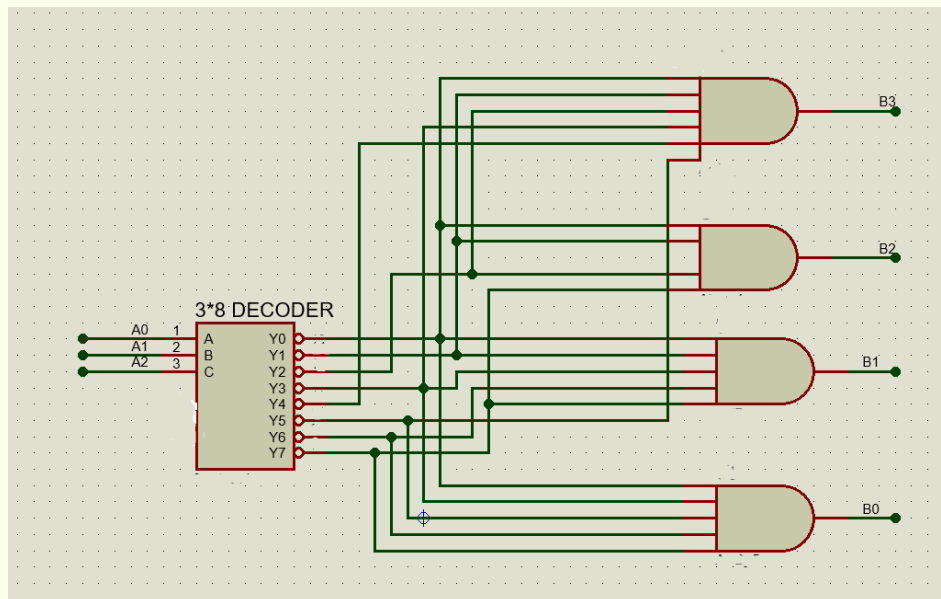 B3
B2
3*8 DECODER
A0 1 A Y0
A1 2 B Y1
A2 3 C Y2
Y3
Y4
Y5
Y6
Y7
B1
B0